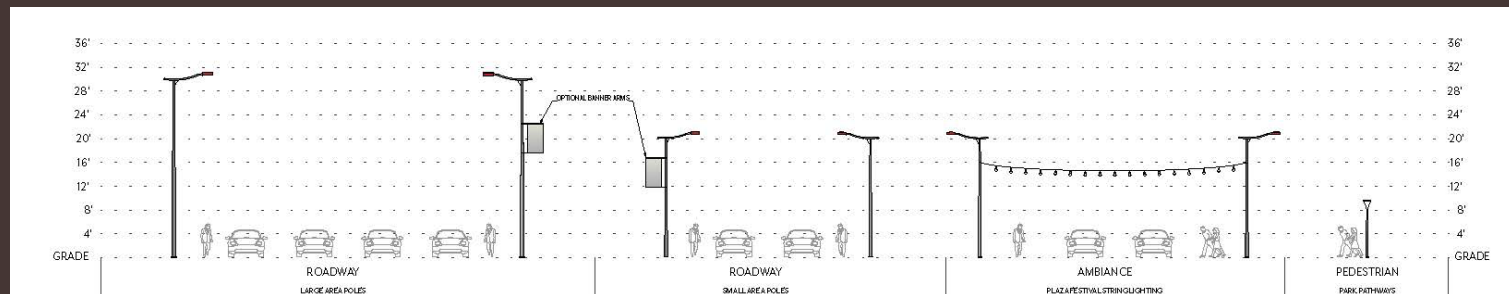 36' 36'
32' 32'
28' 28'
OPTIONAL BANNER ARMS
24' 24'
20' 20'
16' 16'
12' 12'
8' 8'
4' 4'
GRADE GRADE
ROADWAY ROADWAY AMBIANCE PEDESTRIAN
LARGE AREA POLES SMALL AREA POLES PLAZA FESTIVAL STRING LIGHTING PARK PATHWAYS